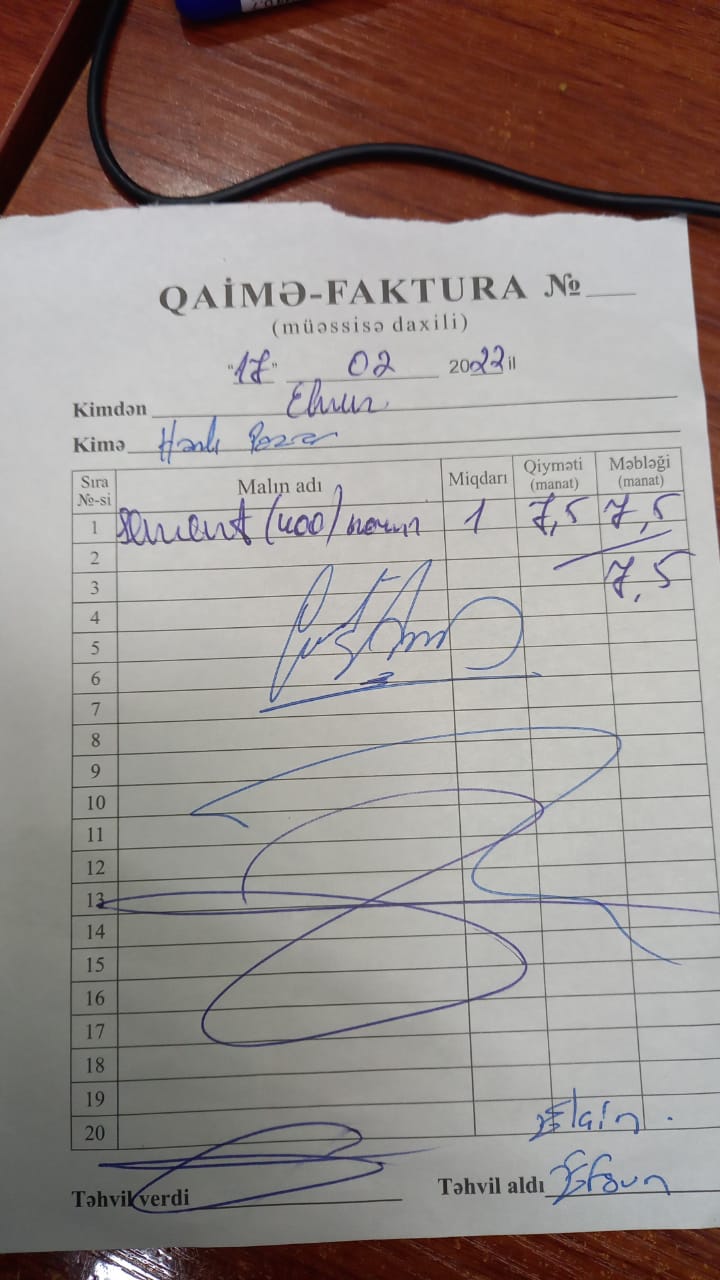 QAİMƏ-FAKTURA №
(müəssisə daxili)
"17" 02 2022 il
Kimdən Elnur
Kimə
Sıra №-si Malın adı Miqdarı Qiyməti (manat) Məbləği (manat)
1 sement (400) 1 7,5 7,5
2
3 7,5
4
5
6
7
8
9
10
11
12
13
14
15
16
17
18
19
20
Təhvil verdi Təhvil aldı